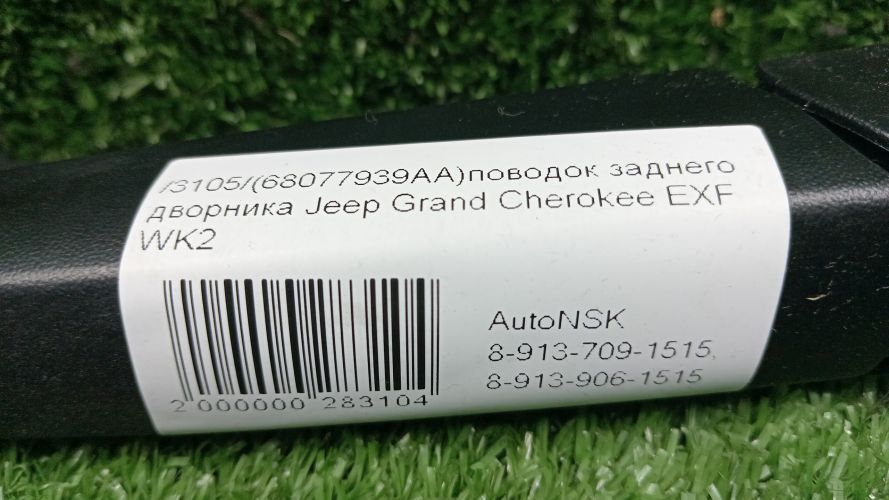 /3105/(68077939AA)поводок заднего
дворника Jeep Grand Cherokee EXF
WK2
AutoNSK
8-913-709-1515,
8-913-906-1515
2 000000 283104